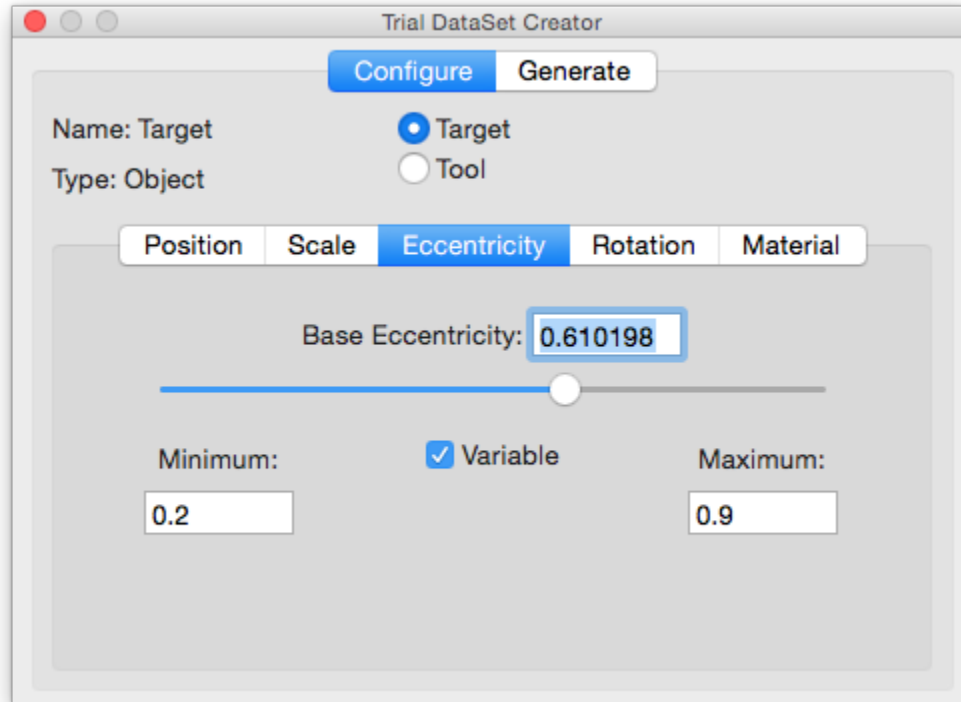 Trial DataSet Creator
Configure Generate
Name: Target Target
Type: Object Tool
Position Scale Eccentricity Rotation Material
Base Eccentricity: 0.610198
Minimum: Variable Maximum:
0.2 0.9